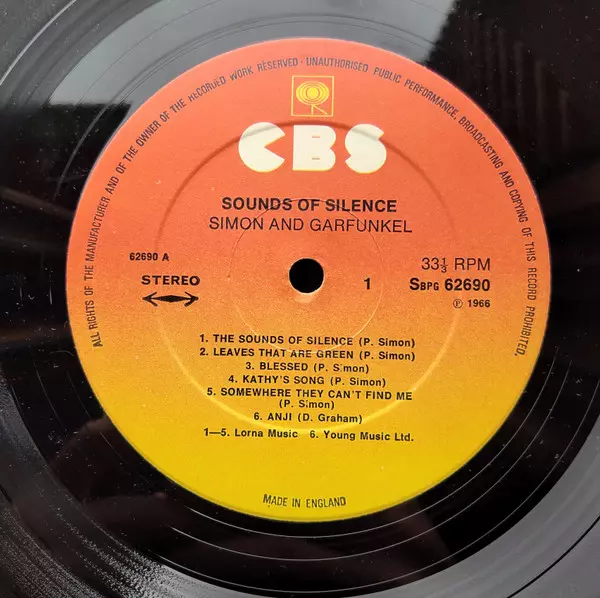 ALL RIGHTS OF THE MANUFACTURER AND OF THE OWNER OF THE RECORDED WORK RESERVED · UNAUTHORISED PUBLIC PERFORMANCE, BROADCASTING AND COPYING OF THIS RECORD PROHIBITED.
CBS
SOUNDS OF SILENCE
SIMON AND GARFUNKEL
62690 A
STEREO
1
33⅓ RPM
SBPG 62690
℗ 1966
1. THE SOUNDS OF SILENCE (P. Simon)
2. LEAVES THAT ARE GREEN (P. Simon)
3. BLESSED (P. Simon)
4. KATHY'S SONG (P. Simon)
5. SOMEWHERE THEY CAN'T FIND ME
(P. Simon)
6. ANJI (D. Graham)
1—5. Lorna Music 6. Young Music Ltd.
MADE IN ENGLAND